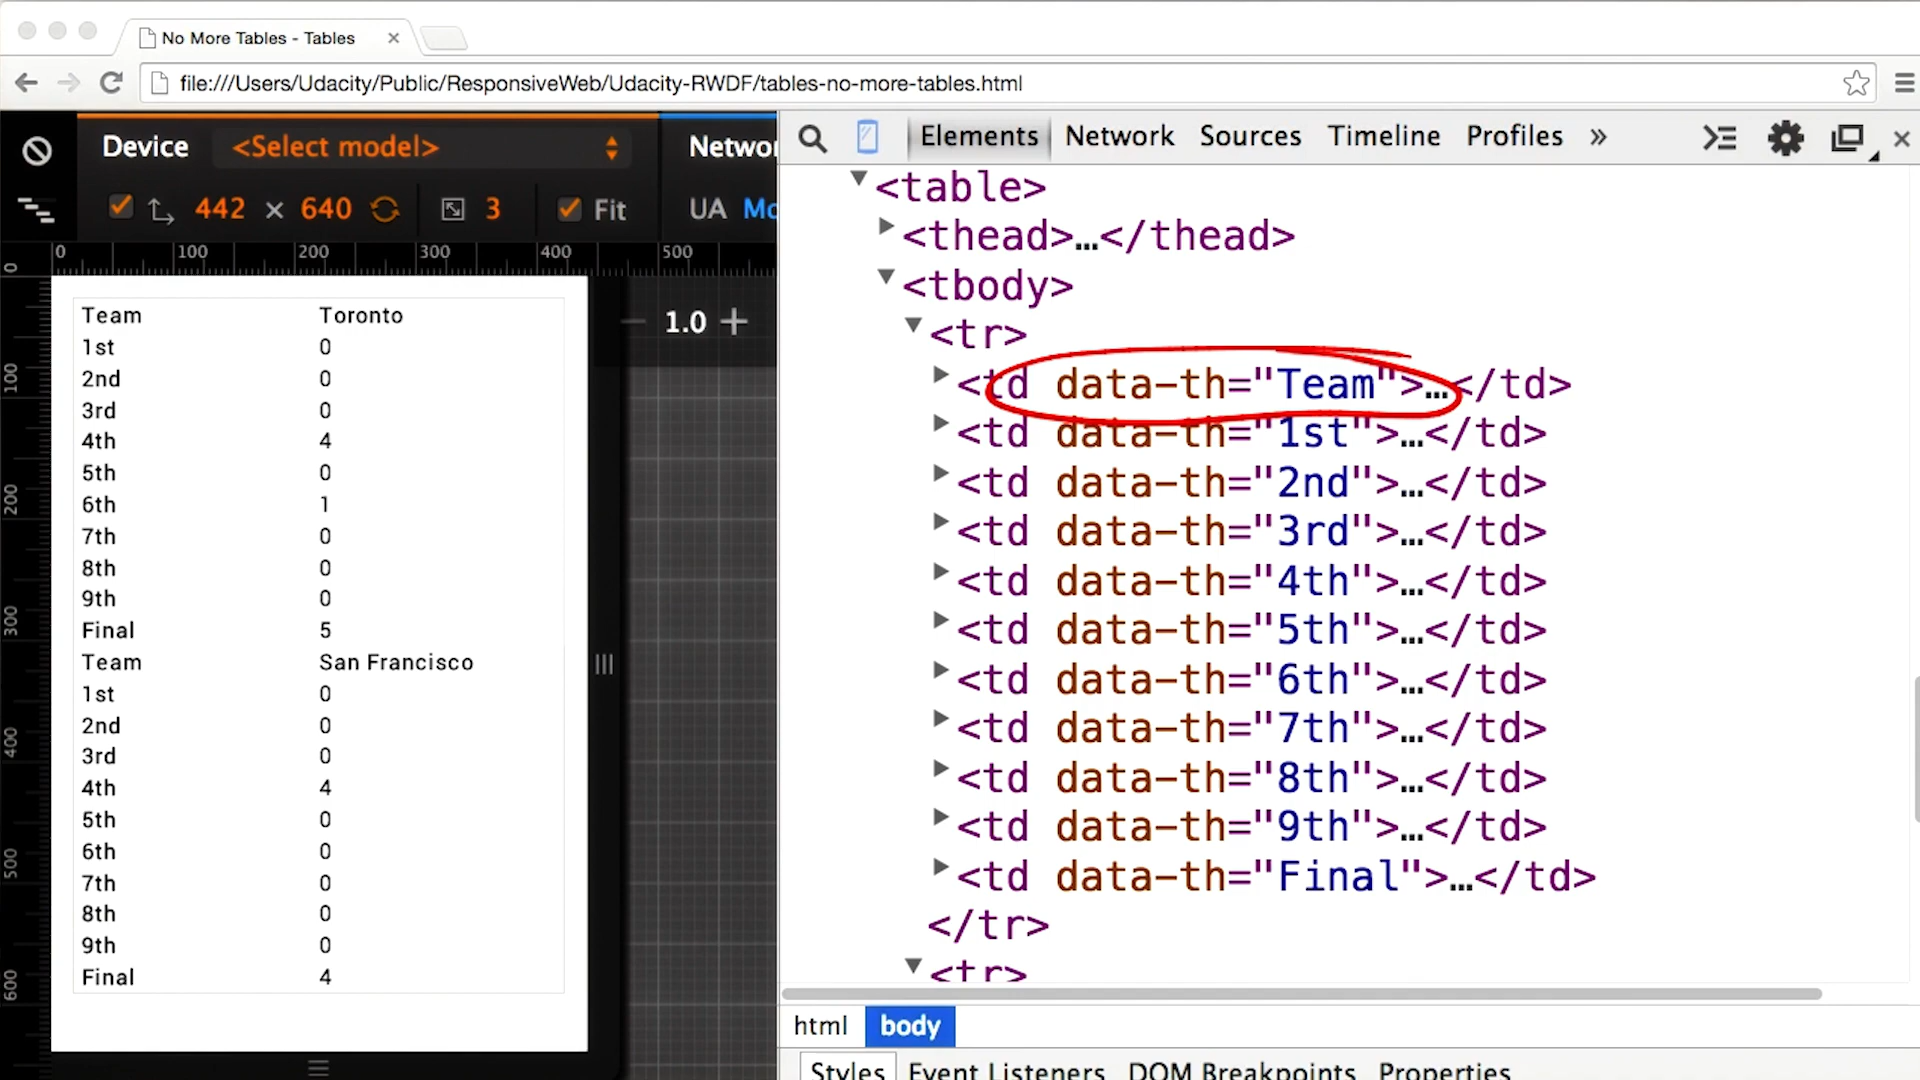 No More Tables - Tables
file:///Users/Udacity/Public/ResponsiveWeb/Udacity-RWDF/tables-no-more-tables.html
Device <Select model>
442 × 640 3 Fit
UA
0 100 200 300 400 500
0
100
200
300
400
500
600
1.0
Team Toronto
1st 0
2nd 0
3rd 0
4th 4
5th 0
6th 1
7th 0
8th 0
9th 0
Final 5
Team San Francisco
1st 0
2nd 0
3rd 0
4th 4
5th 0
6th 0
7th 0
8th 0
9th 0
Final 4
Elements Network Sources Timeline Profiles »
<table>
<thead>…</thead>
<tbody>
<tr>
<td data-th="Team">…</td>
<td data-th="1st">…</td>
<td data-th="2nd">…</td>
<td data-th="3rd">…</td>
<td data-th="4th">…</td>
<td data-th="5th">…</td>
<td data-th="6th">…</td>
<td data-th="7th">…</td>
<td data-th="8th">…</td>
<td data-th="9th">…</td>
<td data-th="Final">…</td>
</tr>
<tr>
html body
Styles Event Listeners DOM Breakpoints Properties